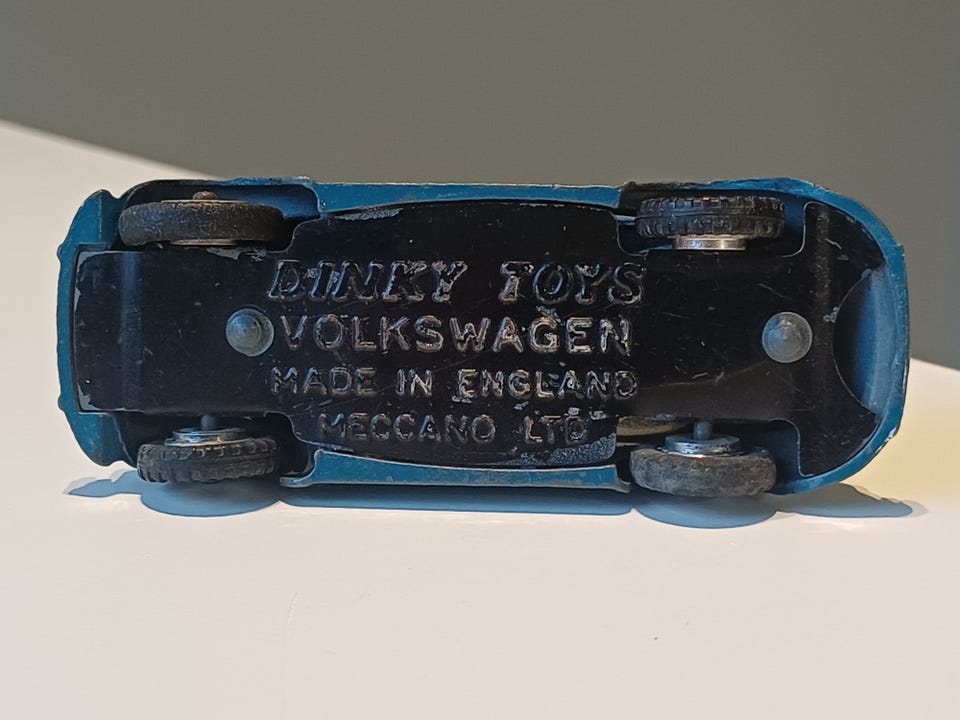 DINKY TOYS
VOLKSWAGEN
MADE IN ENGLAND
MECCANO LTD